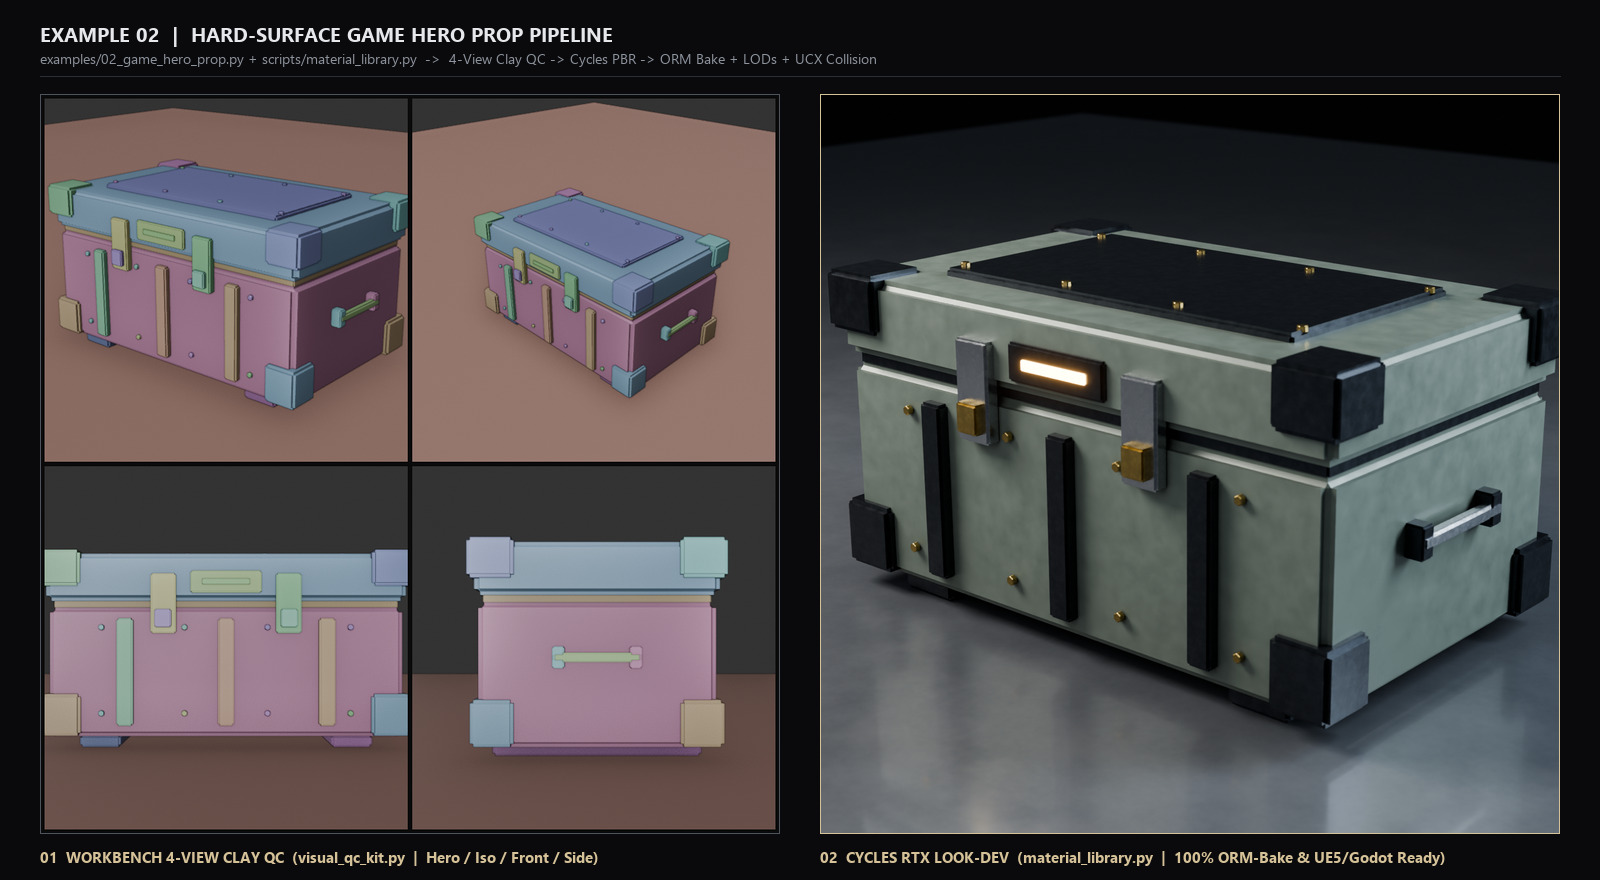 EXAMPLE 02 | HARD-SURFACE GAME HERO PROP PIPELINE
examples/02_game_hero_prop.py + scripts/material_library.py -> 4-View Clay QC -> Cycles PBR -> ORM Bake + LODs + UCX Collision
01 WORKBENCH 4-VIEW CLAY QC (visual_qc_kit.py | Hero / Iso / Front / Side)
02 CYCLES RTX LOOK-DEV (material_library.py | 100% ORM-Bake & UE5/Godot Ready)